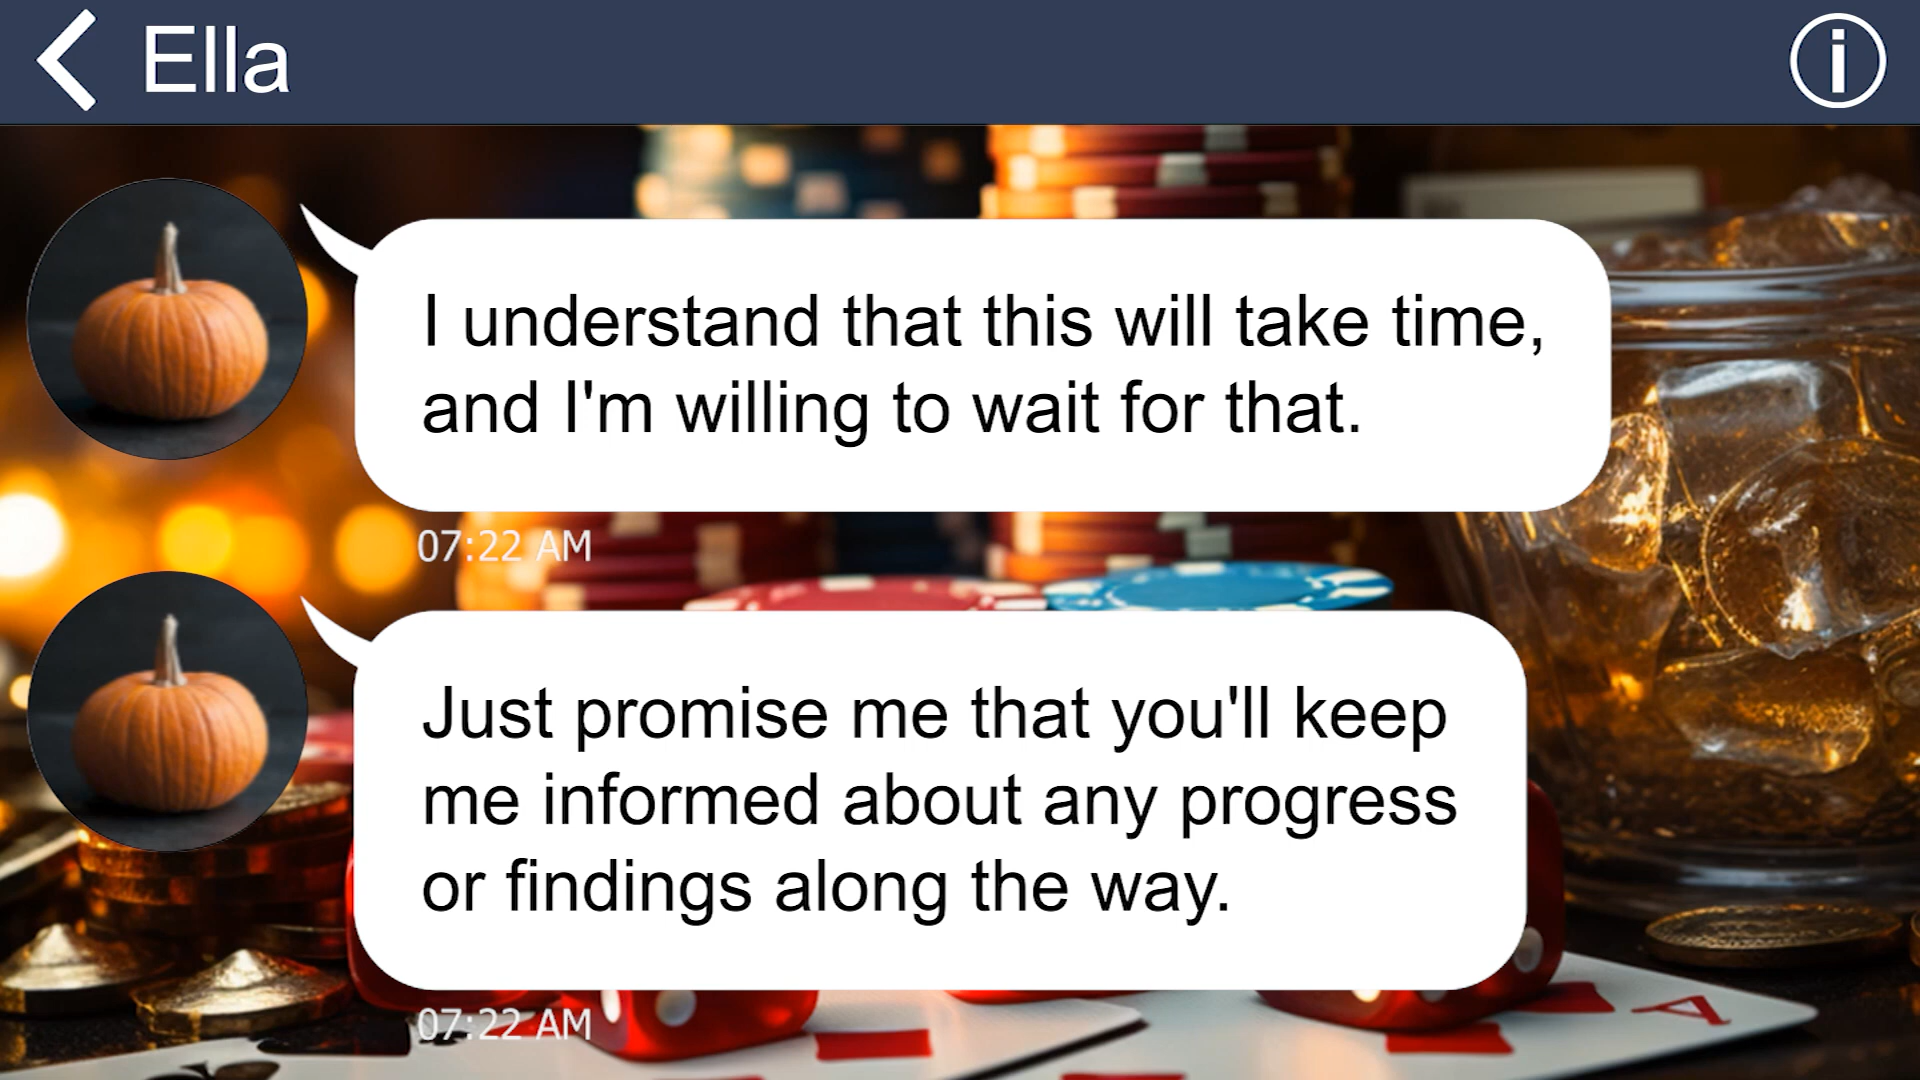 Ella
I understand that this will take time,
and I'm willing to wait for that.
07:22 AM
Just promise me that you'll keep
me informed about any progress
or findings along the way.
07:22 AM
A